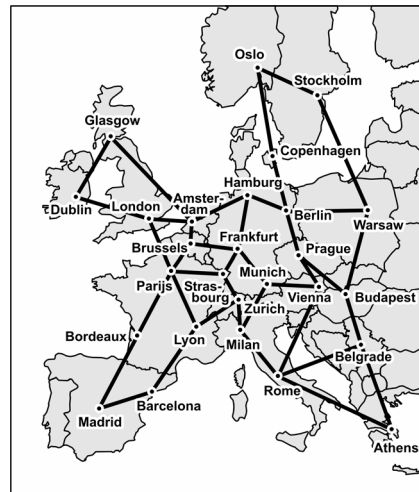 Oslo
Stockholm
Glasgow
Copenhagen
Hamburg
Dublin
London
Amster-
dam
Berlin
Warsaw
Brussels
Frankfurt
Prague
Munich
Parijs
Stras-
bourg
Vienna
Budapest
Zurich
Bordeaux
Lyon
Milan
Belgrade
Rome
Barcelona
Madrid
Athens